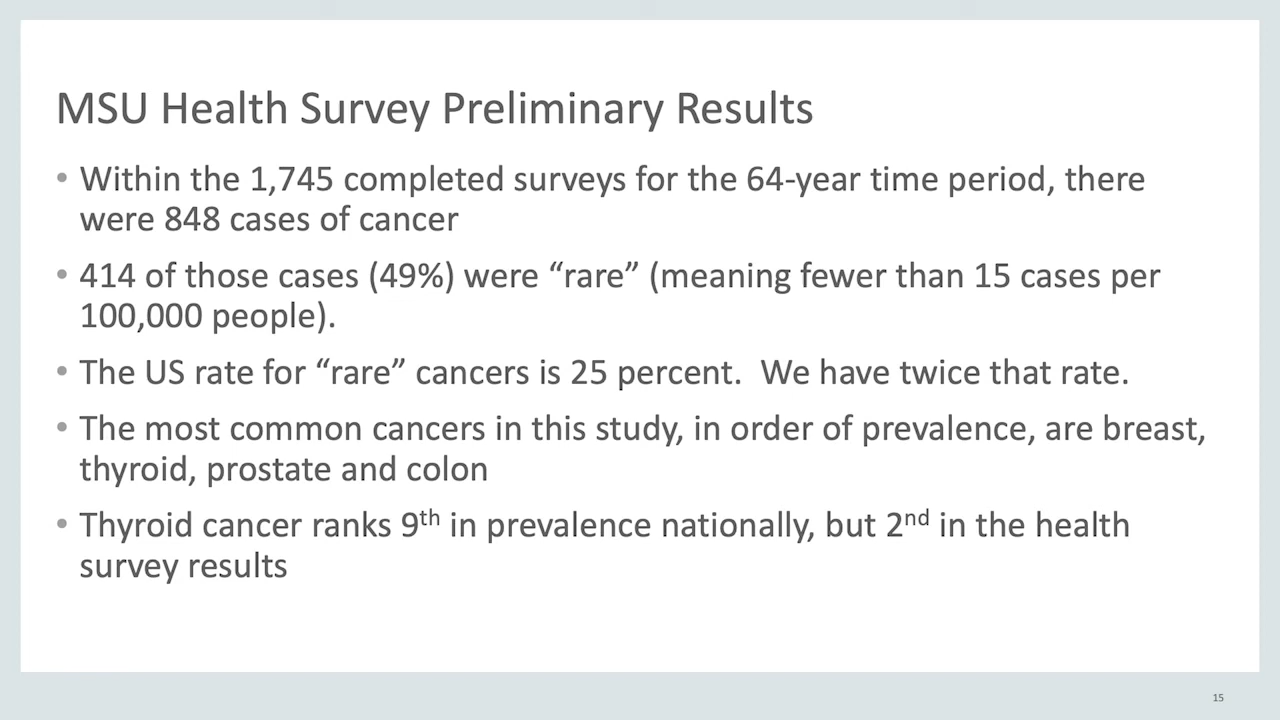 MSU Health Survey Preliminary Results
• Within the 1,745 completed surveys for the 64-year time period, there
were 848 cases of cancer
• 414 of those cases (49%) were “rare” (meaning fewer than 15 cases per
100,000 people).
• The US rate for “rare” cancers is 25 percent.  We have twice that rate.
• The most common cancers in this study, in order of prevalence, are breast,
thyroid, prostate and colon
• Thyroid cancer ranks 9th in prevalence nationally, but 2nd in the health
survey results
15